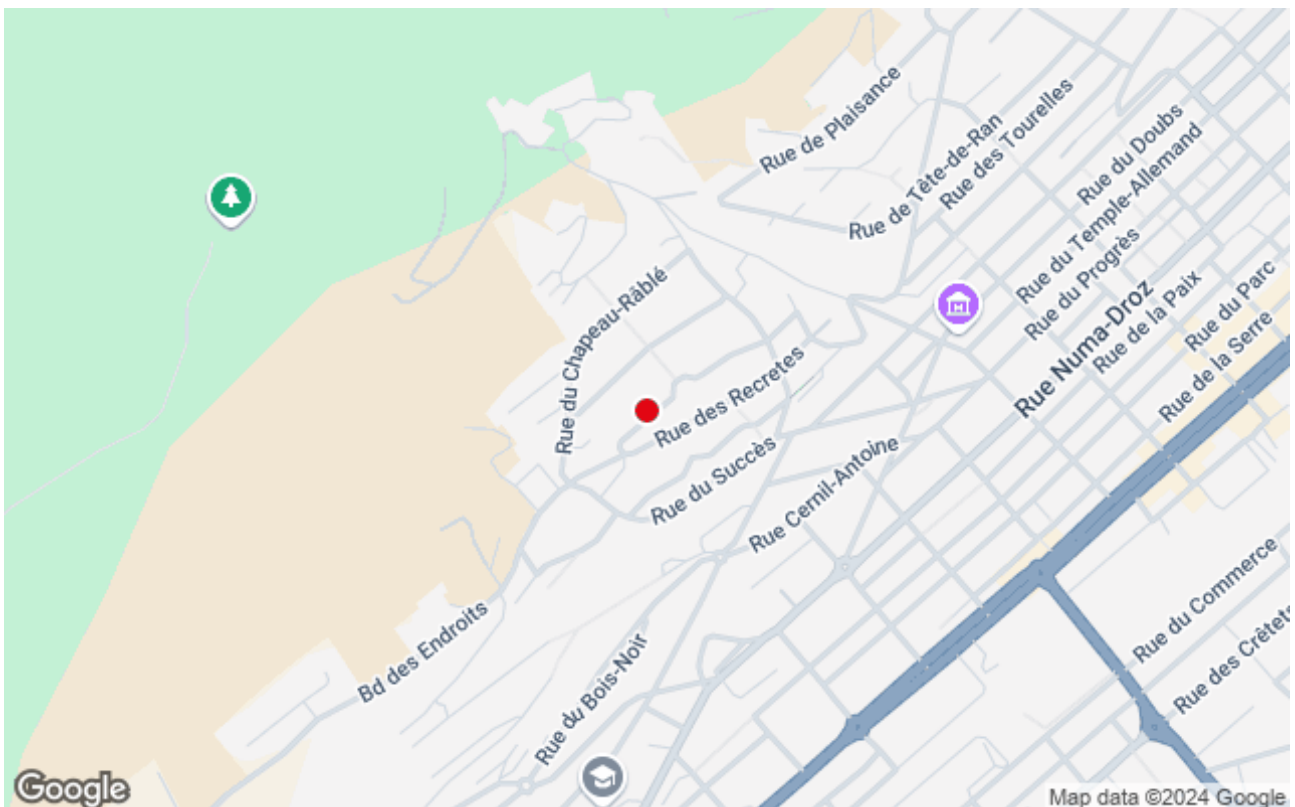 Rue de Plaisance
Rue de Tête-de-Ran
Rue des Tourelles
Rue du Doubs
Rue du Temple-Allemand
Rue du Progrès
Rue Numa-Droz
Rue de la Paix
Rue du Parc
Rue de la Serre
Rue du Chapeau-Râblé
Rue des Recretes
Rue du Succès
Rue Cernil-Antoine
Bd des Endroits
Rue du Bois-Noir
Rue du Commerce
Rue des Crêtets
Google
Map data ©2024 Google